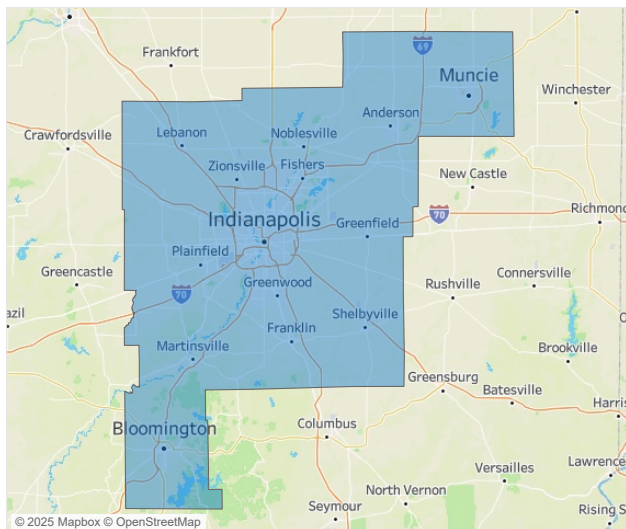 Frankfort
69
Muncie
Winchester
Anderson
Crawfordsville
Lebanon
Noblesville
Zionsville
Fishers
New Castle
Indianapolis
Greenfield
70
Richmond
Plainfield
Greencastle
70
Greenwood
Connersville
Rushville
Shelbyville
Franklin
Martinsville
Brookville
Greensburg
Batesville
Harris
Bloomington
Columbus
Lawrence
Versailles
North Vernon
Seymour
Rising S
© 2025 Mapbox © OpenStreetMap